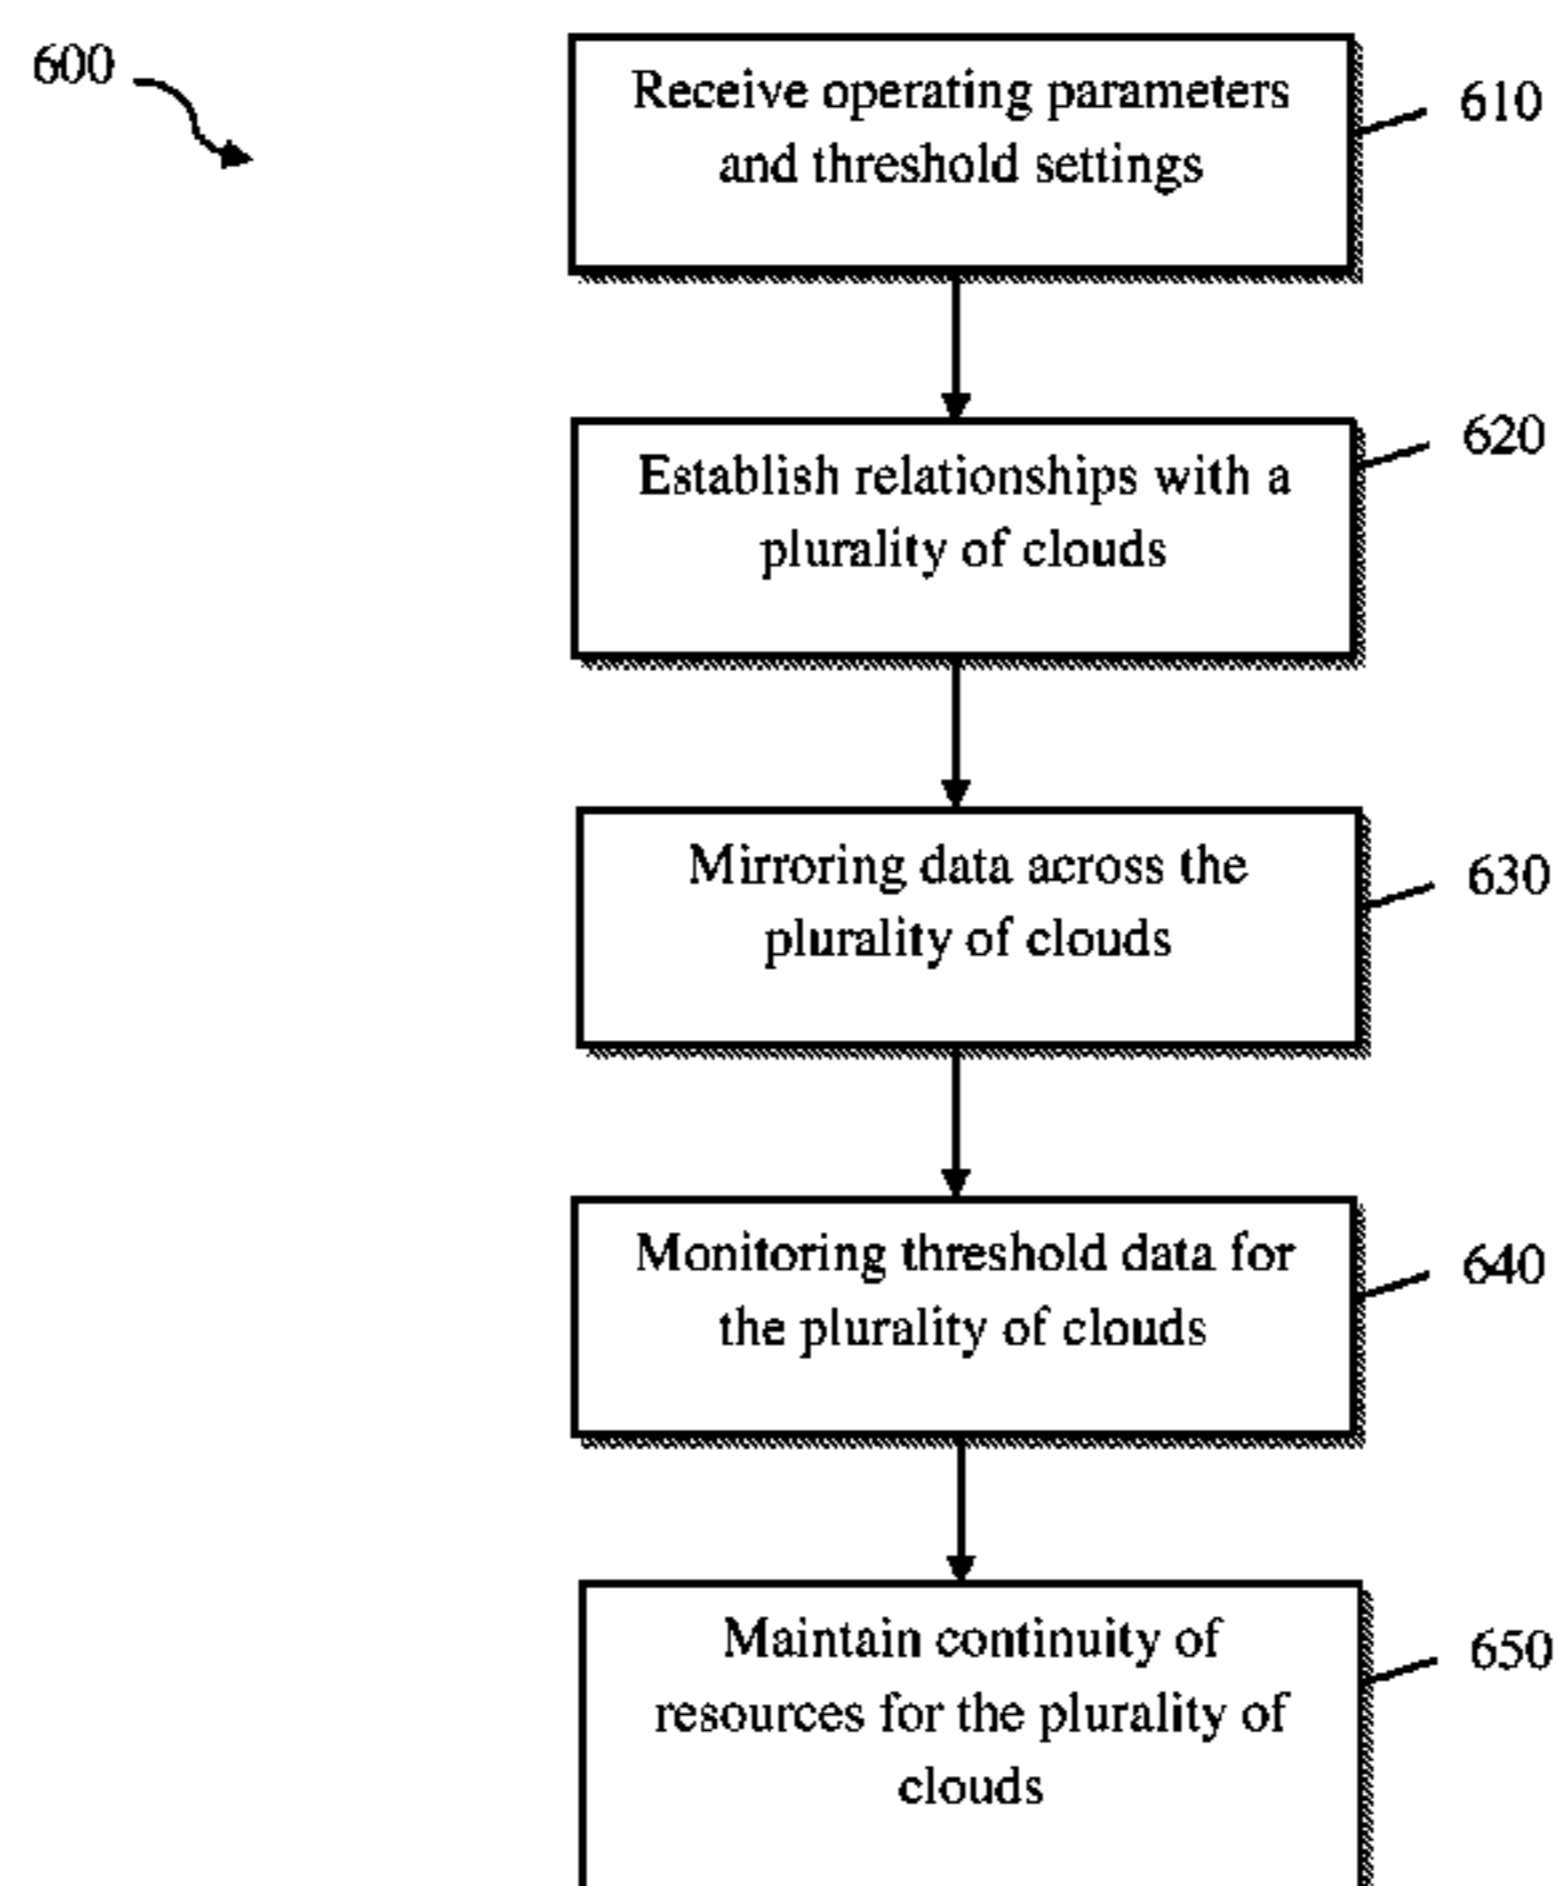 600
Receive operating parameters
and threshold settings
610
Establish relationships with a
plurality of clouds
620
Mirroring data across the
plurality of clouds
630
Monitoring threshold data for
the plurality of clouds
640
Maintain continuity of
resources for the plurality of
clouds
650